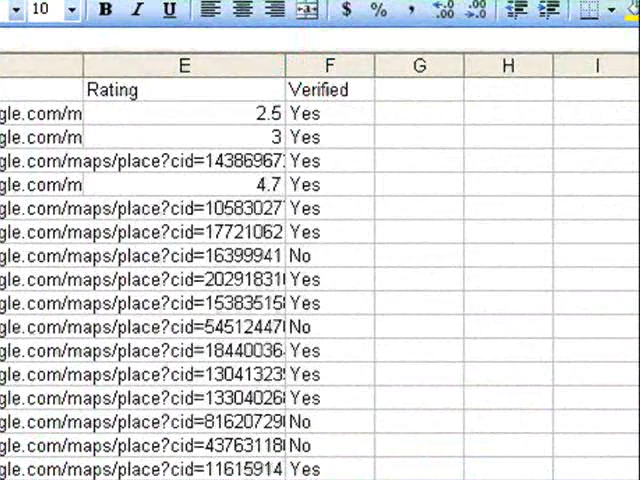 10 B I U $ % , .00 .00
E F G H I
Rating Verified
gle.com/m 2.5 Yes
gle.com/m 3 Yes
gle.com/maps/place?cid=14386967 Yes
gle.com/m 4.7 Yes
gle.com/maps/place?cid=10583027 Yes
gle.com/maps/place?cid=17721062 Yes
gle.com/maps/place?cid=16399941 No
gle.com/maps/place?cid=20291831 Yes
gle.com/maps/place?cid=15383515 Yes
gle.com/maps/place?cid=54512447 No
gle.com/maps/place?cid=18440036 Yes
gle.com/maps/place?cid=13041323 Yes
gle.com/maps/place?cid=13304026 Yes
gle.com/maps/place?cid=81620729 No
gle.com/maps/place?cid=43763118 No
gle.com/maps/place?cid=11615914 Yes